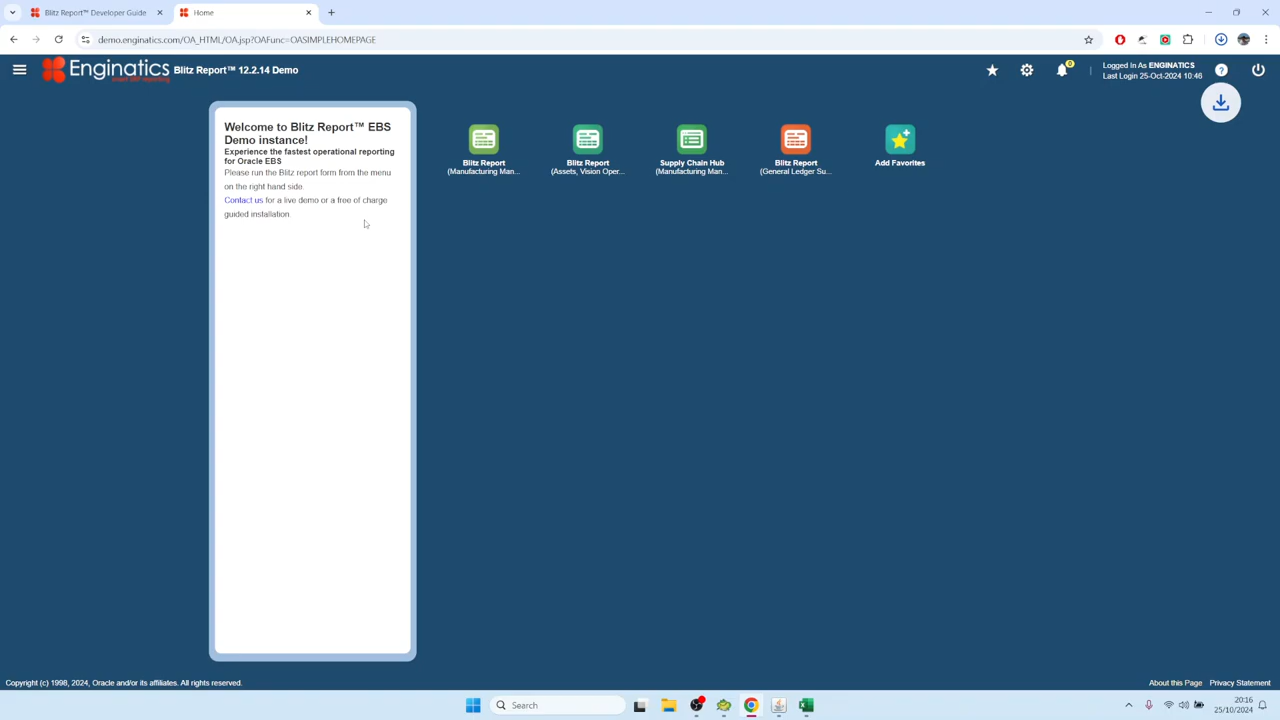 Blitz Report™ Developer Guide
Home
demo.enginatics.com/OA_HTML/OA.jsp?OAFunc=OASIMPLEHOMEPAGE
Enginatics
Blitz Report™ 12.2.14 Demo
0
Logged In As ENGINATICS
Last Login 25-Oct-2024 10:46
Welcome to Blitz Report™ EBS
Demo instance!
Experience the fastest operational reporting
for Oracle EBS
Please run the Blitz report form from the menu
on the right hand side.
Contact us for a live demo or a free of charge
guided installation
Blitz Report
(Manufacturing Man...
Blitz Report
(Assets, Vision Oper...
Supply Chain Hub
(Manufacturing Man...
Blitz Report
(General Ledger Su...
Add Favorites
Copyright (c) 1998, 2024, Oracle and/or its affiliates. All rights reserved.
About this Page
Privacy Statement
Search
20:16
25/10/2024